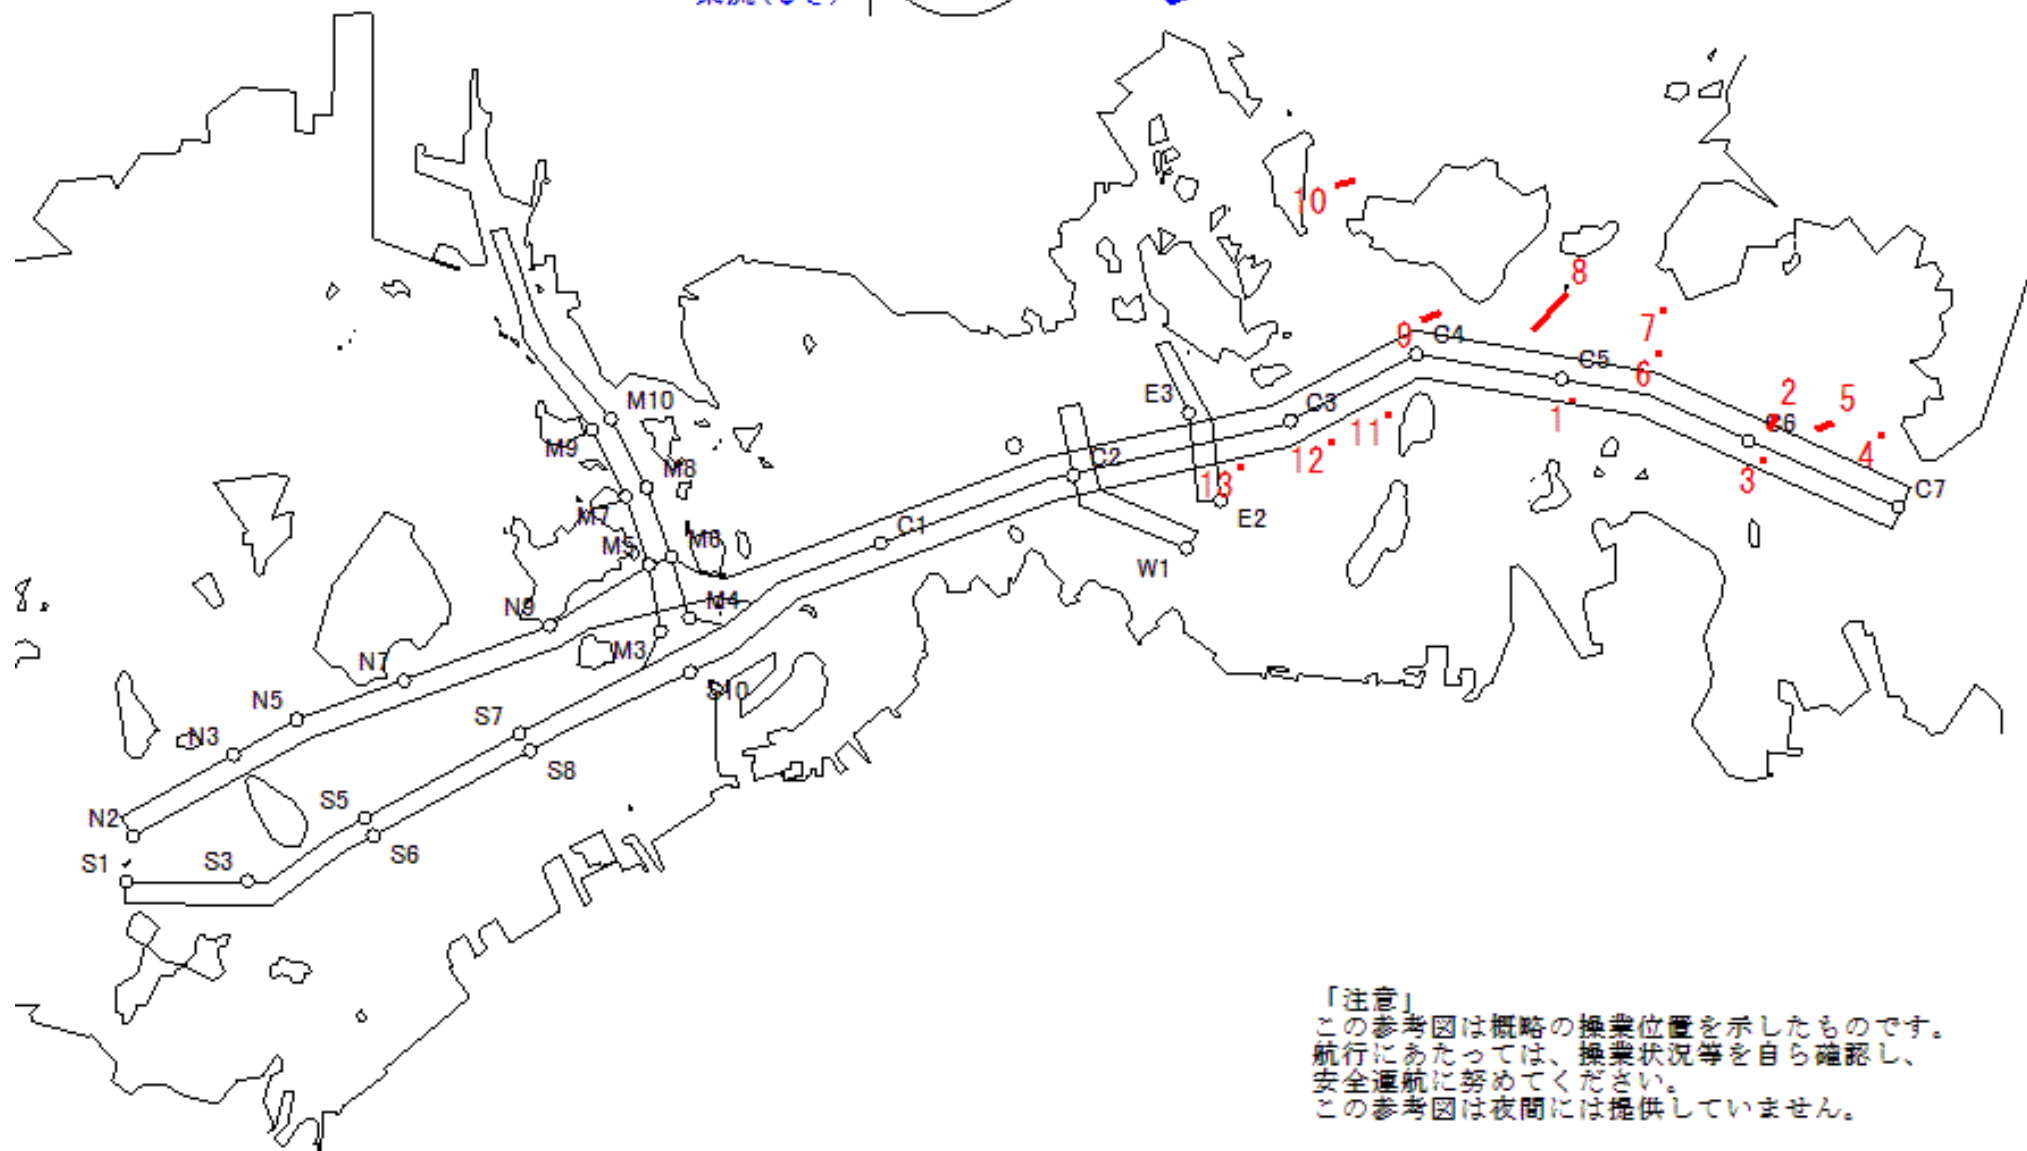 10
8
7
9
C4
C5
6
2
5
C6
1
E3
C3
11
12
4
3
13
C7
M10
M9
M8
C2
E2
M7
C1
M5
M6
W1
N9
M4
M3
N7
S10
N5
S7
N3
S8
S5
N2
S6
S1
S3
「注意」
この参考図は概略の操業位置を示したものです。
航行にあたっては、操業状況等を自ら確認し、
安全運航に努めてください。
この参考図は夜間には提供していません。